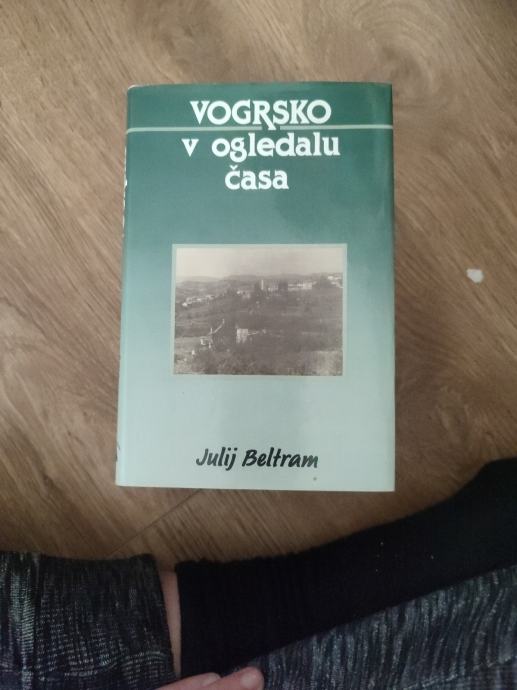 VOGRSKO
v ogledalu
časa
Julij Beltram